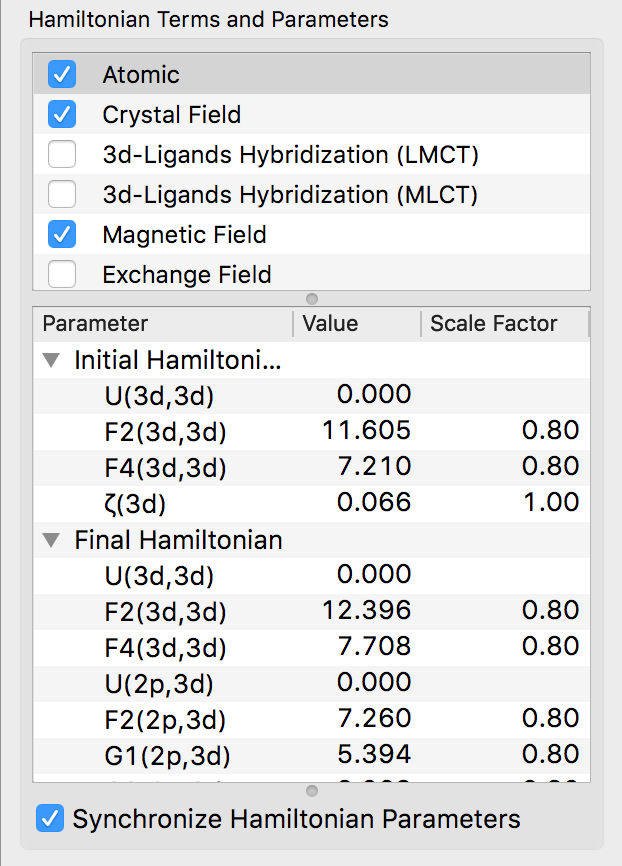 Hamiltonian Terms and Parameters
Atomic
Crystal Field
3d-Ligands Hybridization (LMCT)
3d-Ligands Hybridization (MLCT)
Magnetic Field
Exchange Field
Parameter Value Scale Factor
Initial Hamiltoni...
U(3d,3d) 0.000
F2(3d,3d) 11.605 0.80
F4(3d,3d) 7.210 0.80
ζ(3d) 0.066 1.00
Final Hamiltonian
U(3d,3d) 0.000
F2(3d,3d) 12.396 0.80
F4(3d,3d) 7.708 0.80
U(2p,3d) 0.000
F2(2p,3d) 7.260 0.80
G1(2p,3d) 5.394 0.80
Synchronize Hamiltonian Parameters